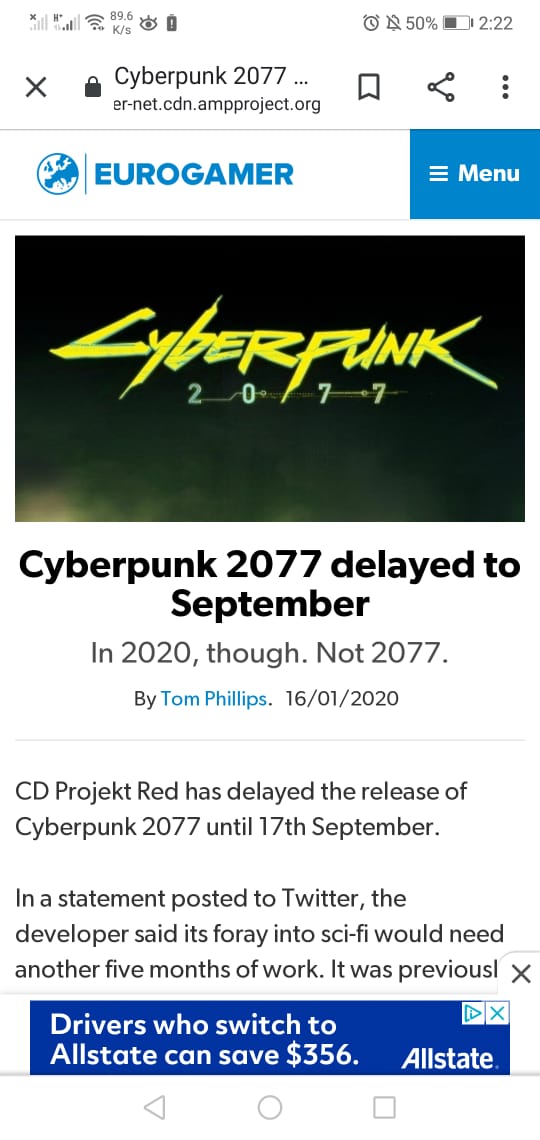 89.6 K/s 50% 2:22
Cyberpunk 2077 ...
er-net.cdn.ampproject.org
EUROGAMER Menu
CYBERPUNK
2077
Cyberpunk 2077 delayed to
September
In 2020, though. Not 2077.
By Tom Phillips. 16/01/2020
CD Projekt Red has delayed the release of
Cyberpunk 2077 until 17th September.
In a statement posted to Twitter, the
developer said its foray into sci-fi would need
another five months of work. It was previousl
Drivers who switch to
Allstate can save $356. Allstate.